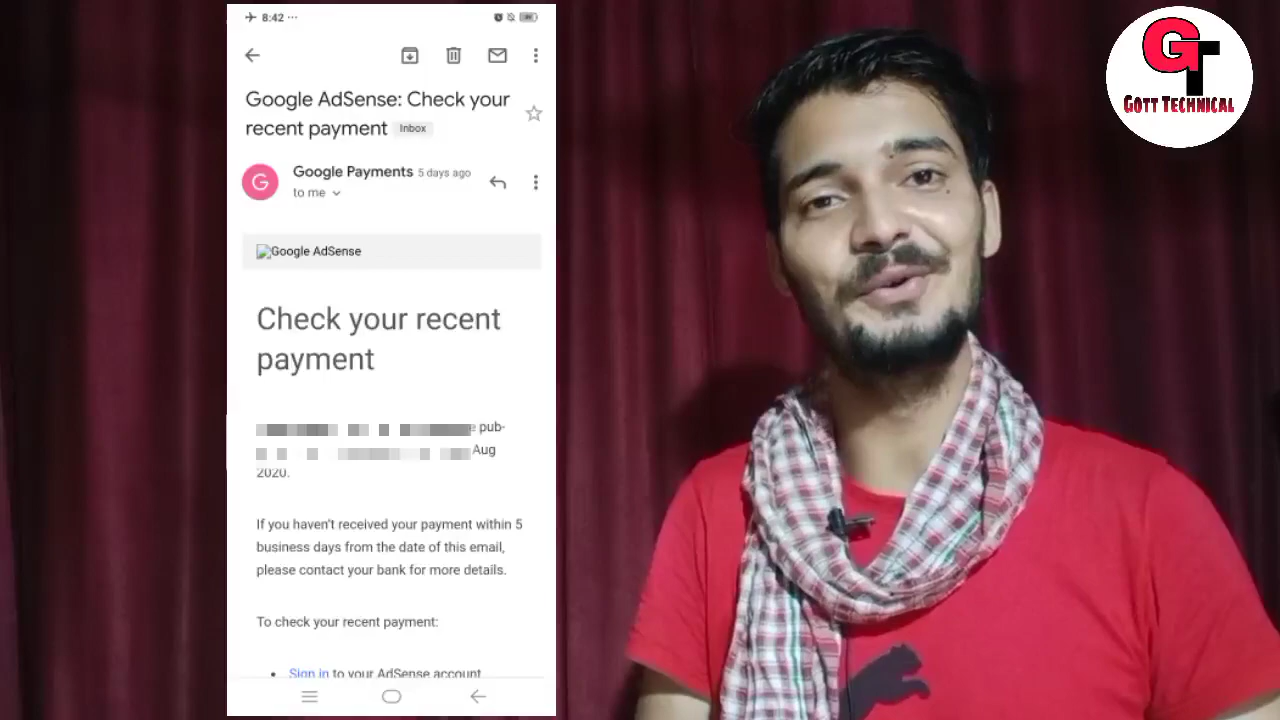 8:42 ···
Google AdSense: Check your
recent payment Inbox
G
Google Payments 5 days ago
to me
Google AdSense
Check your recent
payment
pub-
Aug
2020.
If you haven't received your payment within 5
business days from the date of this email,
please contact your bank for more details.
To check your recent payment:
• Sign in to your AdSense account
GT
GOTT TECHNICAL